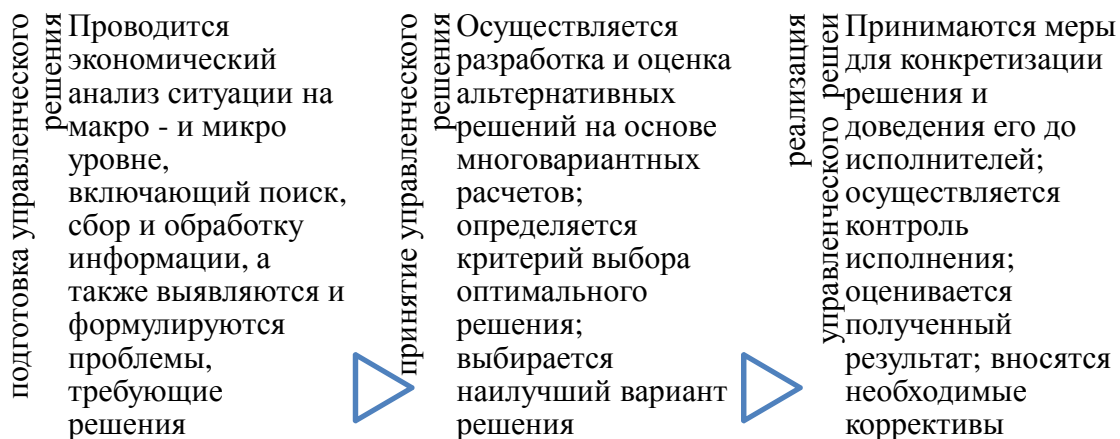 подготовка управленческого
решения
Проводится
экономический
анализ ситуации на
макро - и микро
уровне,
включающий поиск,
сбор и обработку
информации, а
также выявляются и
формулируются
проблемы,
требующие
решения
принятие управленческого
решения
Осуществляется
разработка и оценка
альтернативных
решений на основе
многовариантных
расчетов;
определяется
критерий выбора
оптимального
решения;
выбирается
наилучший вариант
решения
реализация
управленческого решеи
Принимаются меры
для конкретизации
решения и
доведения его до
исполнителей;
осуществляется
контроль
исполнения;
оценивается
полученный
результат; вносятся
необходимые
коррективы